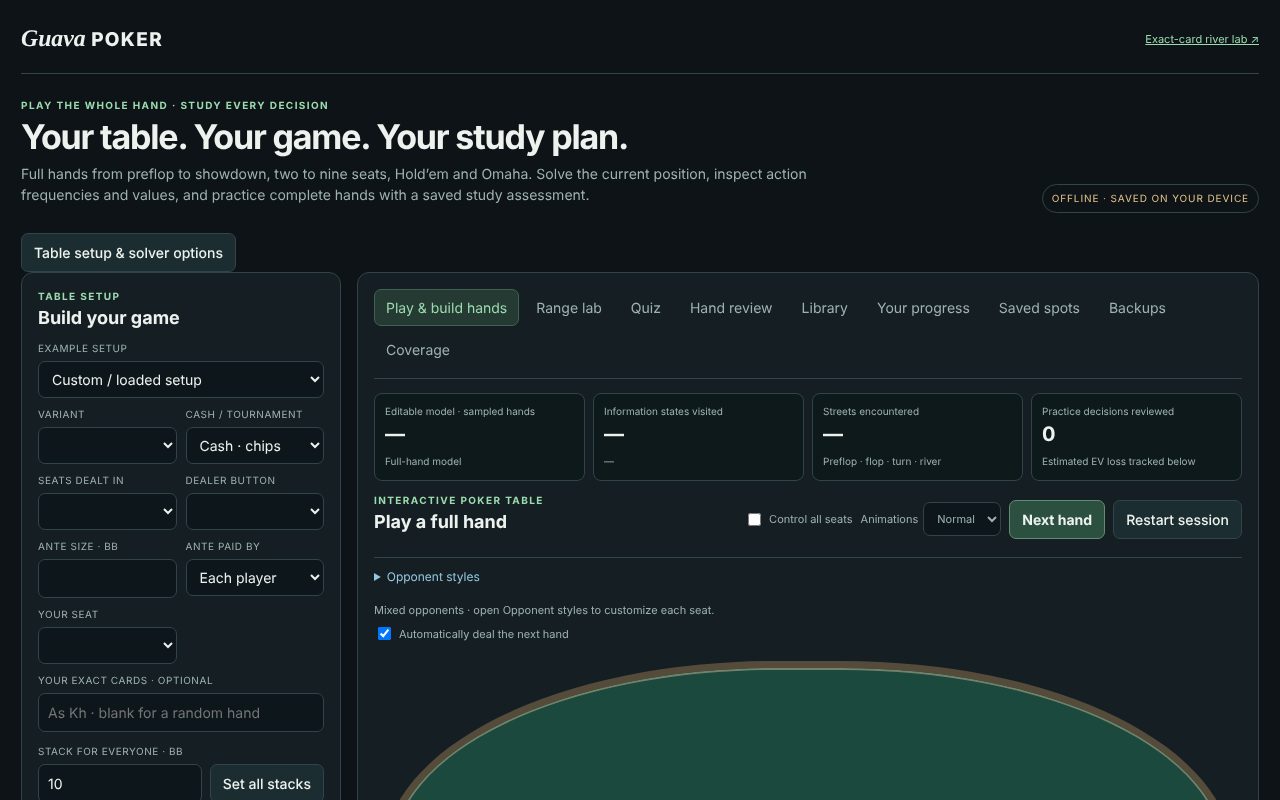 Guava POKER
Exact-card river lab ↗
PLAY THE WHOLE HAND · STUDY EVERY DECISION
Your table. Your game. Your study plan.
Full hands from preflop to showdown, two to nine seats, Hold’em and Omaha. Solve the current position, inspect action
frequencies and values, and practice complete hands with a saved study assessment.
OFFLINE · SAVED ON YOUR DEVICE
Table setup & solver options
TABLE SETUP
Build your game
EXAMPLE SETUP
Custom / loaded setup
VARIANT
CASH / TOURNAMENT
Cash · chips
SEATS DEALT IN
DEALER BUTTON
ANTE SIZE · BB
ANTE PAID BY
Each player
YOUR SEAT
YOUR EXACT CARDS · OPTIONAL
As Kh · blank for a random hand
STACK FOR EVERYONE · BB
10
Set all stacks
Play & build hands
Range lab
Quiz
Hand review
Library
Your progress
Saved spots
Backups
Coverage
Editable model · sampled hands
—
Full-hand model
Information states visited
—
—
Streets encountered
—
Preflop · flop · turn · river
Practice decisions reviewed
0
Estimated EV loss tracked below
INTERACTIVE POKER TABLE
Play a full hand
Control all seats
Animations
Normal
Next hand
Restart session
▶ Opponent styles
Mixed opponents · open Opponent styles to customize each seat.
Automatically deal the next hand